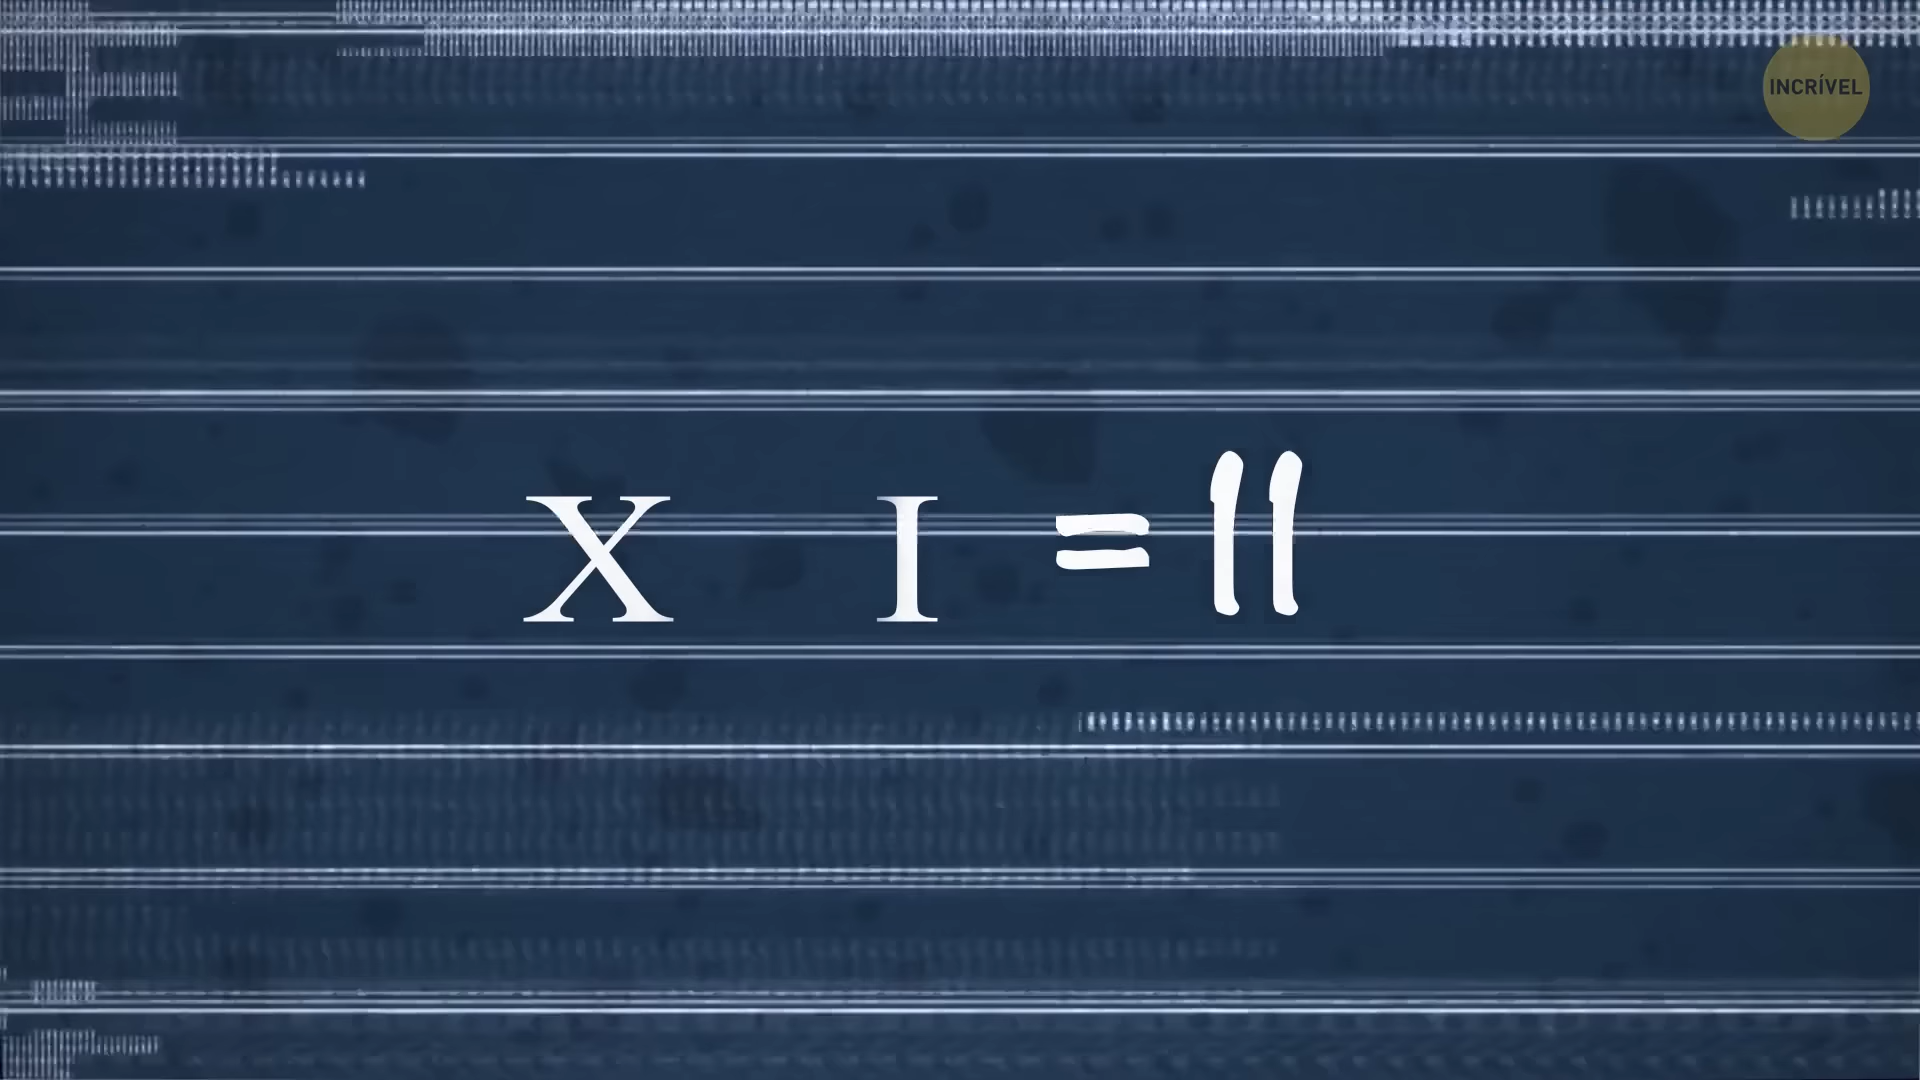 INCRÍVEL
X I = 11